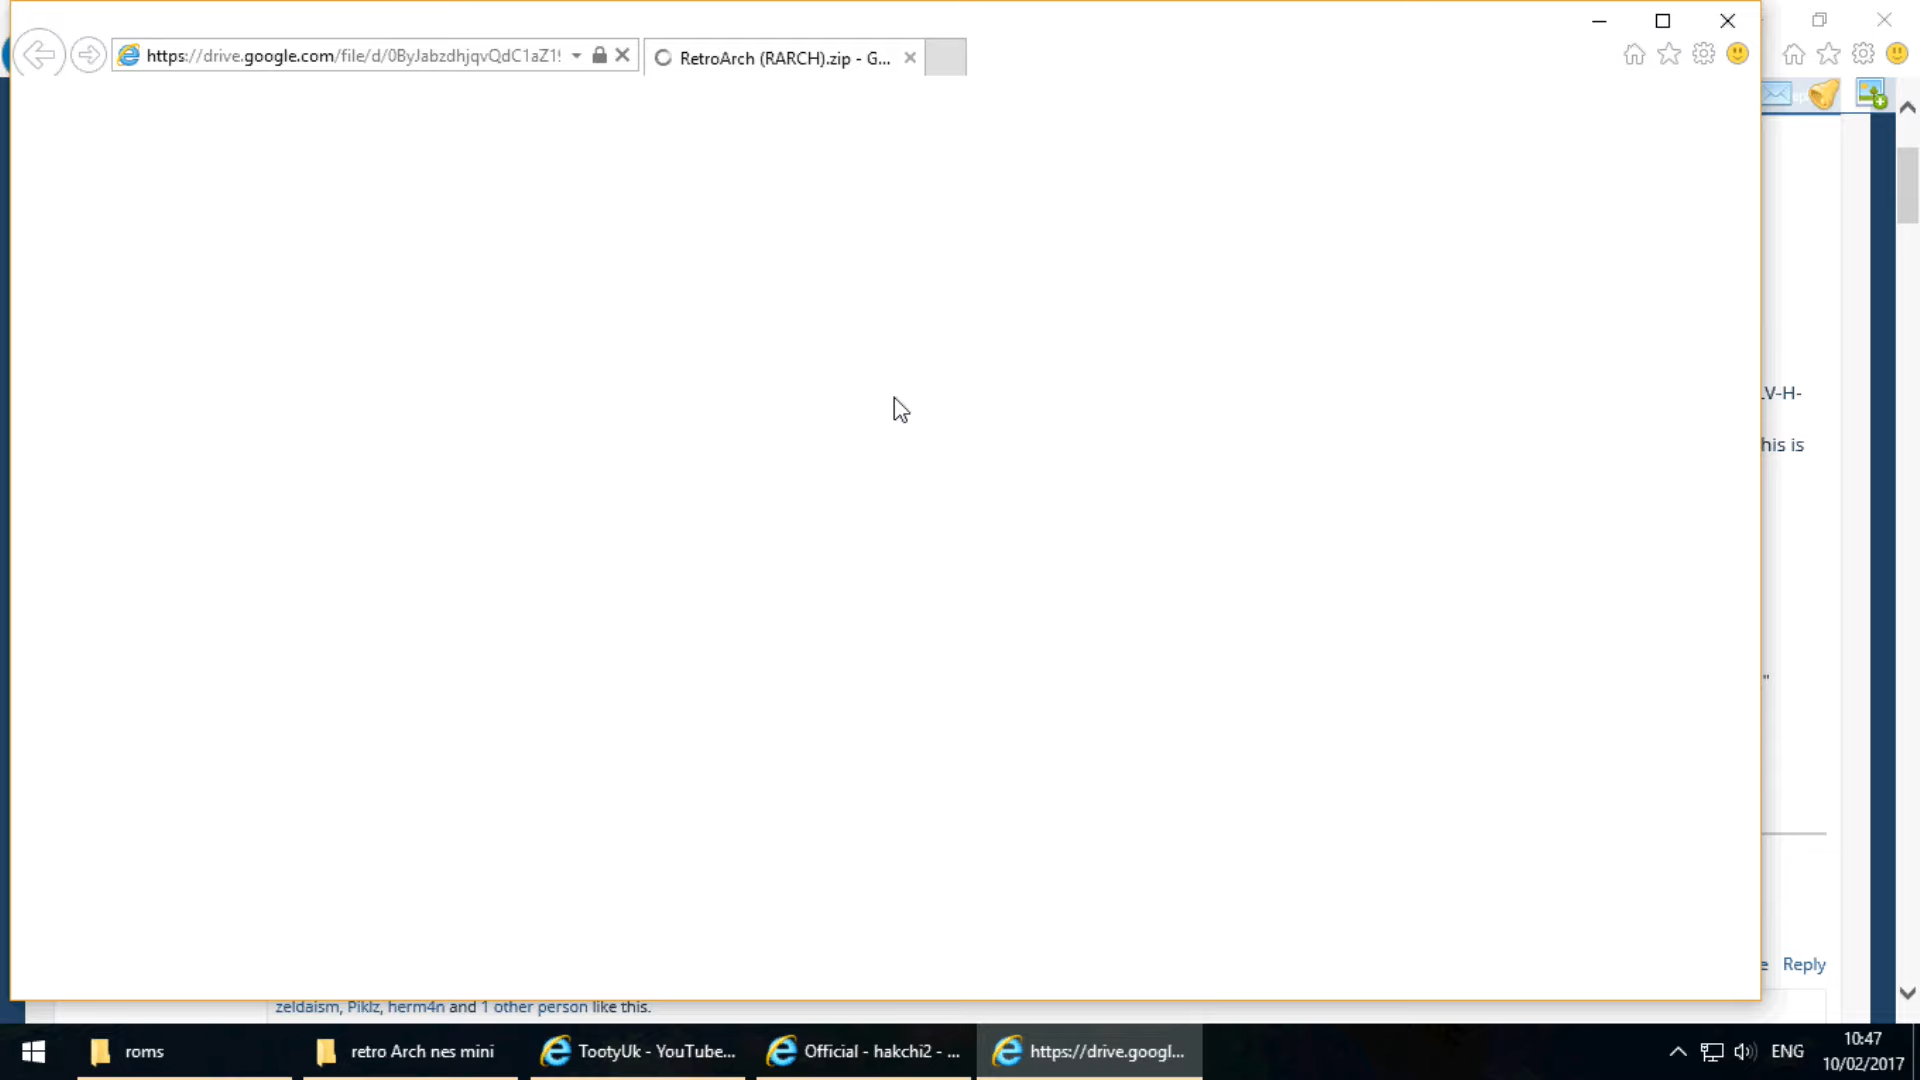 https://drive.google.com/file/d/0ByJabzdhjqvQdC1aZ1
RetroArch (RARCH).zip - G...
V-H-
his is
"
e Reply
zeldaism, Piklz, herm4n and 1 other person like this.
roms
retro Arch nes mini
TootyUk - YouTube...
Official - hakchi2 - ...
https://drive.googl...
ENG
10:47
10/02/2017